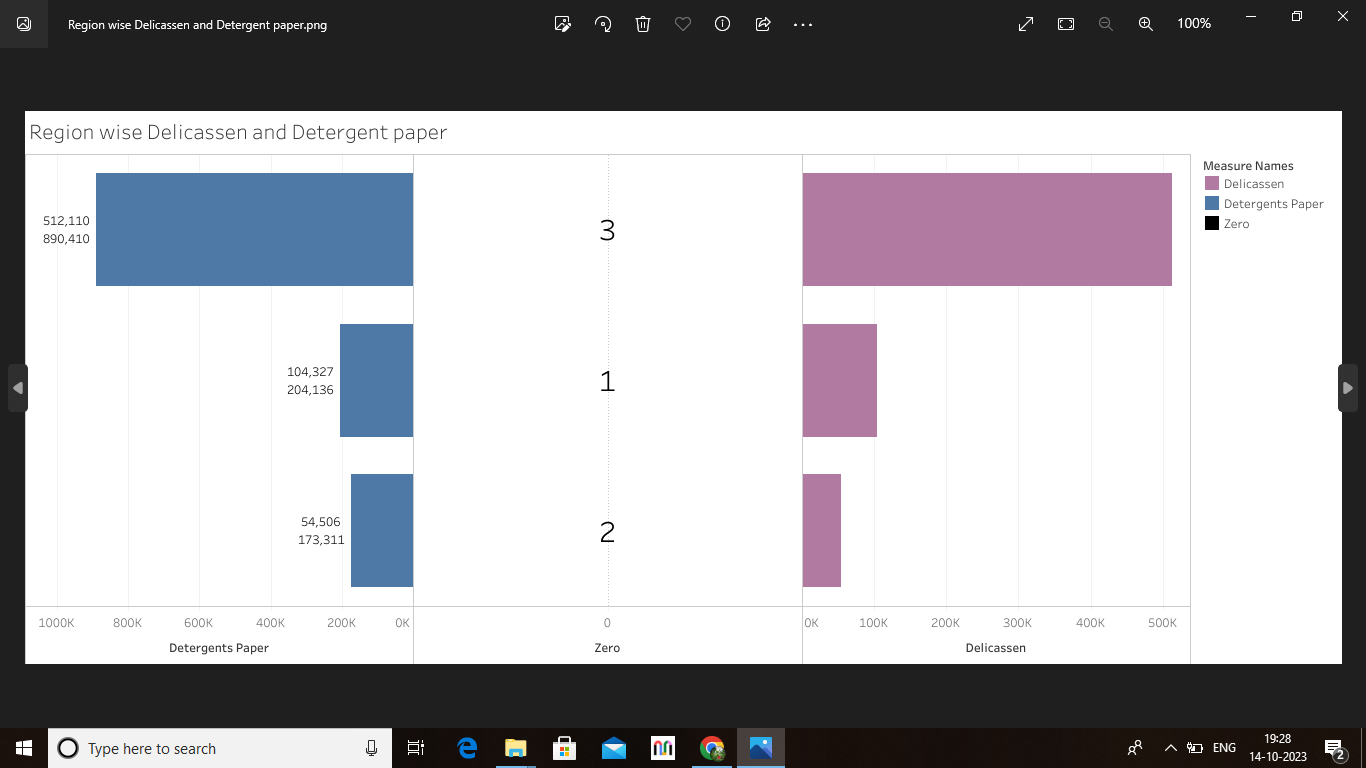 Region wise Delicassen and Detergent paper.png
100%
Region wise Delicassen and Detergent paper
Measure Names
Delicassen
Detergents Paper
Zero
512,110
890,410
3
104,327
204,136
1
54,506
173,311
2
1000K 800K 600K 400K 200K 0K
0
0K 100K 200K 300K 400K 500K
Detergents Paper
Zero
Delicassen
Type here to search
ENG
19:28
14-10-2023
2